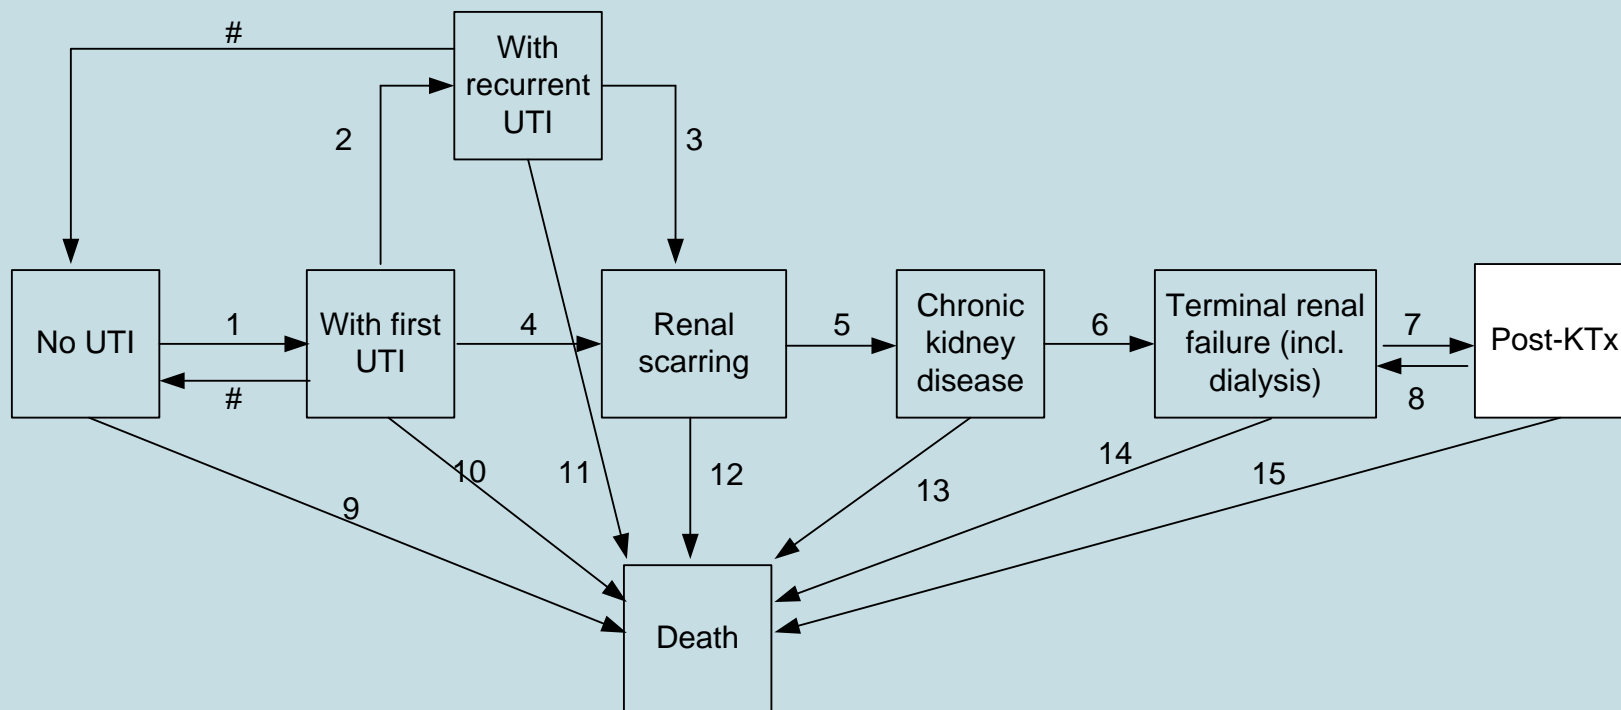 #
With
recurrent
UTI
2
3
No UTI
1
#
With first
UTI
4
Renal
scarring
5
Chronic
kidney
disease
6
Terminal renal
failure (incl.
dialysis)
7
8
Post-KTx
9
10
11
12
13
14
15
Death